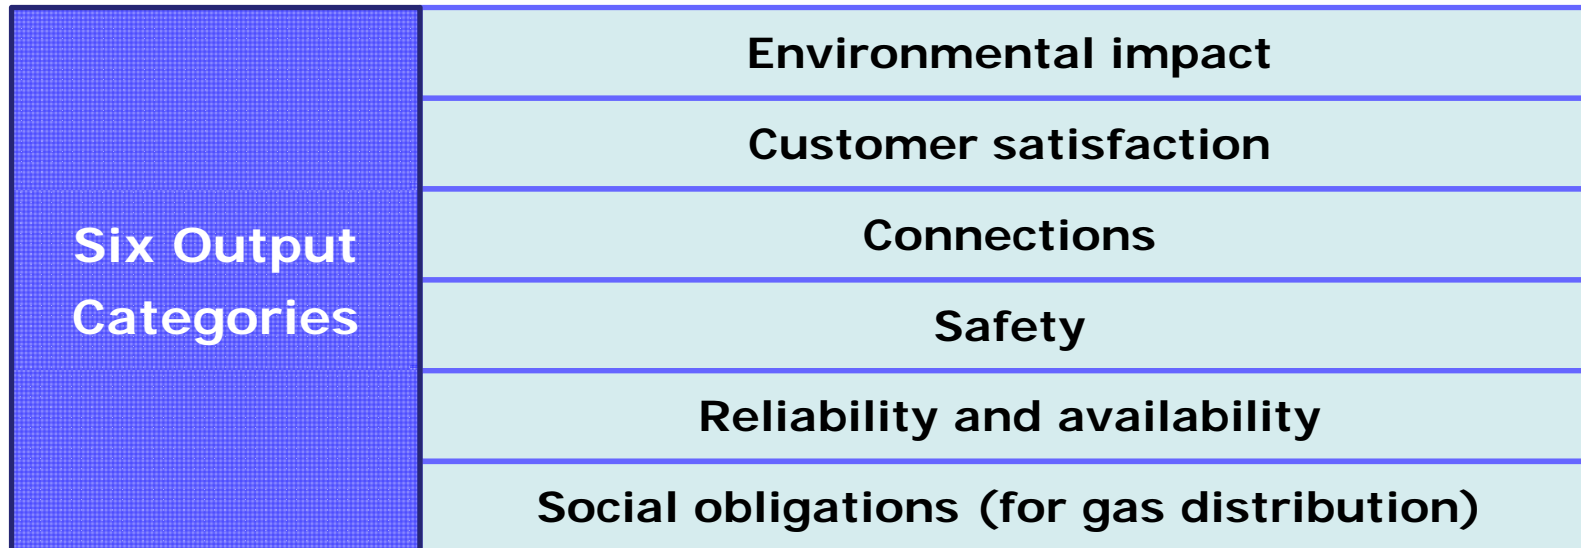 Six Output
Categories
Environmental impact
Customer satisfaction
Connections
Safety
Reliability and availability
Social obligations (for gas distribution)